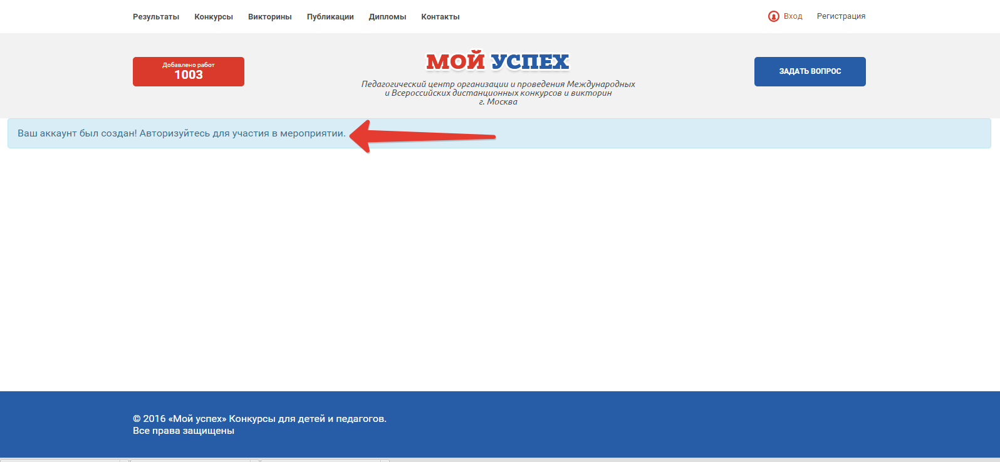 Результаты Конкурсы Викторины Публикации Дипломы Контакты Вход Регистрация
Добавлено работ
1003
МОЙ УСПЕХ
Педагогический центр организации и проведения Международных
и Всероссийских дистанционных конкурсов и викторин
г. Москва
ЗАДАТЬ ВОПРОС
Ваш аккаунт был создан! Авторизуйтесь для участия в мероприятии.
© 2016 «Мой успех» Конкурсы для детей и педагогов.
Все права защищены